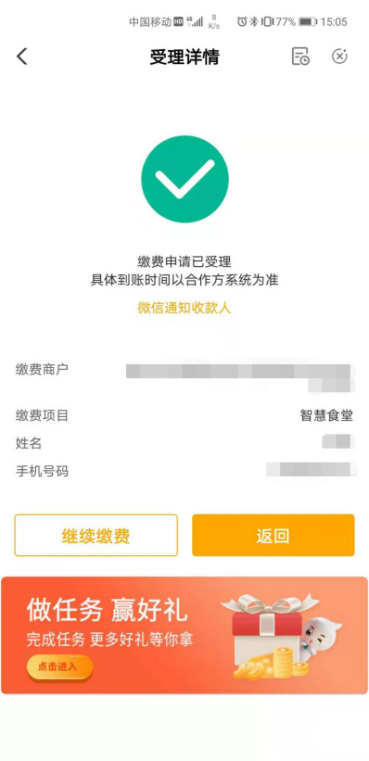 中国移动 HD 46 8 K/s 77% 15:05
受理详情
缴费申请已受理
具体到账时间以合作方系统为准
微信通知收款人
缴费商户
缴费项目 智慧食堂
姓名
手机号码
继续缴费 返回
做任务 赢好礼
完成任务 更多好礼等你拿
点击进入